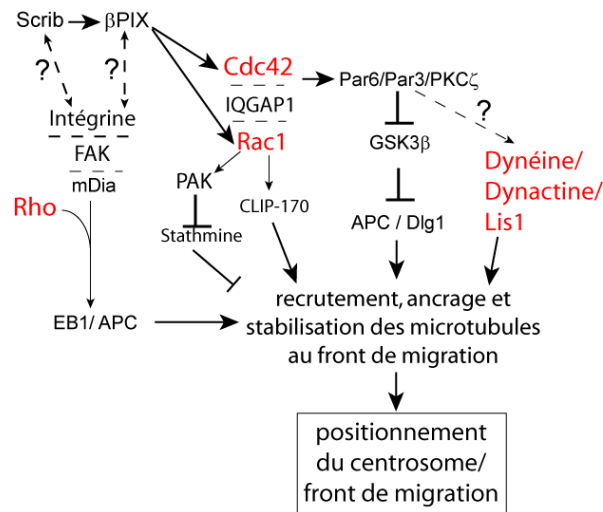 Scrib βPIX
? ?
Cdc42 Par6/Par3/PKCζ
IQGAP1 ?
Intégrine
Rac1 GSK3β
FAK
mDia PAK
Dynéine/
Dynactine/
Lis1
Rho
CLIP-170
Stathmine APC / Dlg1
EB1/ APC
recrutement, ancrage et
stabilisation des microtubules
au front de migration
positionnement
du centrosome/
front de migration